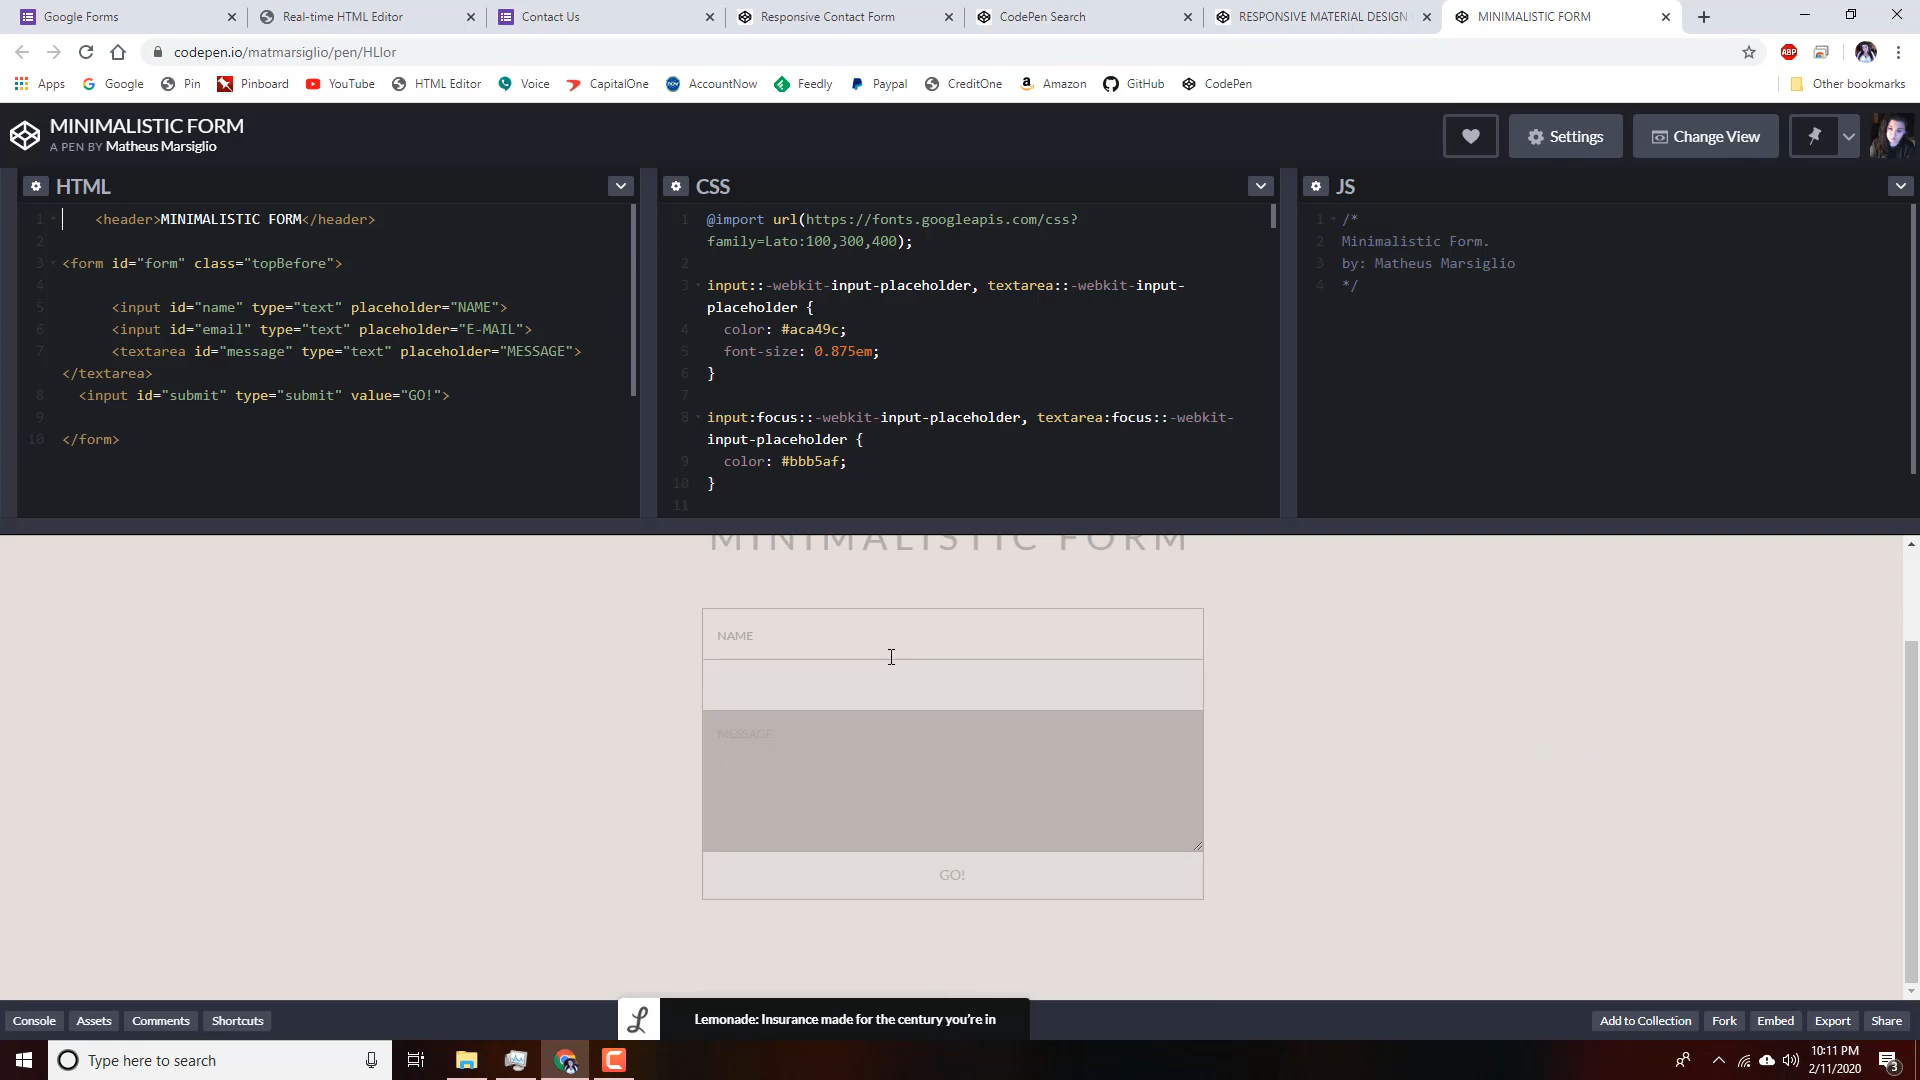 Google Forms
Real-time HTML Editor
Contact Us
Responsive Contact Form
CodePen Search
RESPONSIVE MATERIAL DESIGN
MINIMALISTIC FORM
codepen.io/matmarsiglio/pen/HLIor
ABP
Apps
Google
Pin
Pinboard
YouTube
HTML Editor
Voice
CapitalOne
AccountNow
Feedly
Paypal
CreditOne
Amazon
GitHub
CodePen
Other bookmarks
MINIMALISTIC FORM
A PEN BY Matheus Marsiglio
Settings
Change View
HTML
1 <header>MINIMALISTIC FORM</header>
2
3 <form id="form" class="topBefore">
4
5 <input id="name" type="text" placeholder="NAME">
6 <input id="email" type="text" placeholder="E-MAIL">
7 <textarea id="message" type="text" placeholder="MESSAGE">
</textarea>
8 <input id="submit" type="submit" value="GO!">
9
10 </form>
CSS
1 @import url(https://fonts.googleapis.com/css?
family=Lato:100,300,400);
2
3 input::-webkit-input-placeholder, textarea::-webkit-input-
placeholder {
4 color: #aca49c;
5 font-size: 0.875em;
6 }
7
8 input:focus::-webkit-input-placeholder, textarea:focus::-webkit-
input-placeholder {
9 color: #bbb5af;
10 }
11
JS
1 /*
2 Minimalistic Form.
3 by: Matheus Marsiglio
4 */
MINIMALISTIC FORM
NAME
MESSAGE
GO!
Console
Assets
Comments
Shortcuts
Lemonade: Insurance made for the century you're in
Add to Collection
Fork
Embed
Export
Share
Type here to search
10:11 PM
2/11/2020
3